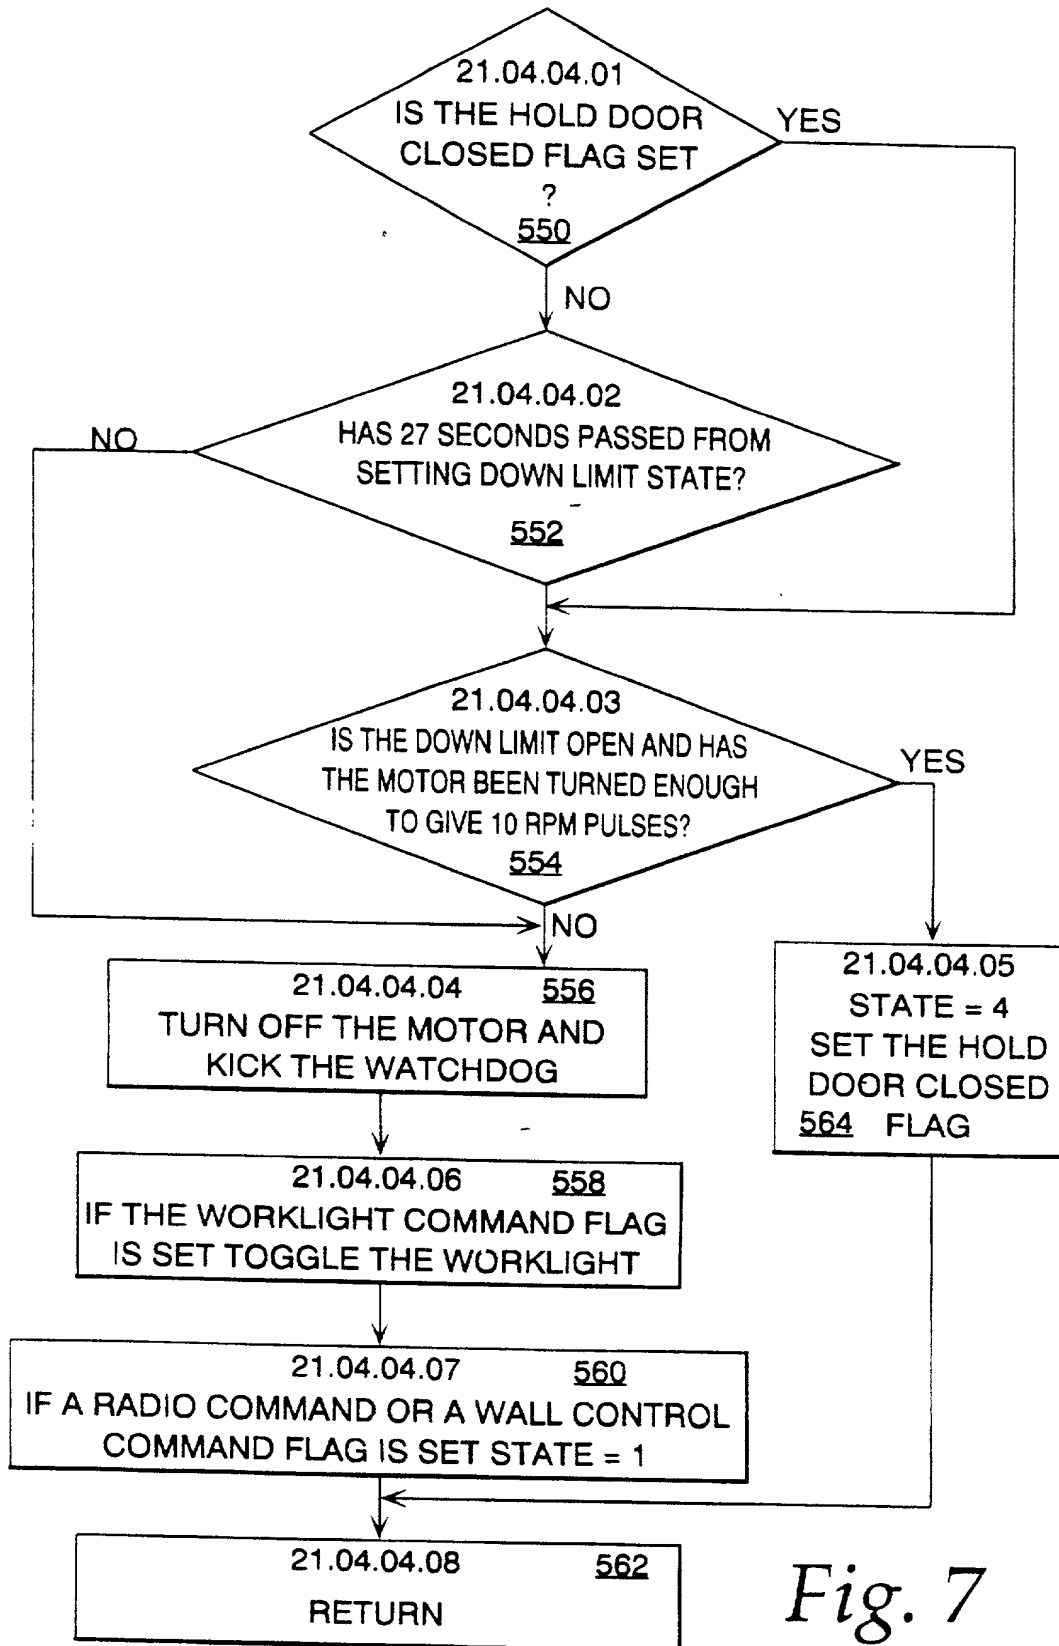 21.04.04.01
IS THE HOLD DOOR
CLOSED FLAG SET
?
550
YES
NO
21.04.04.02
HAS 27 SECONDS PASSED FROM
SETTING DOWN LIMIT STATE?
552
NO
21.04.04.03
IS THE DOWN LIMIT OPEN AND HAS
THE MOTOR BEEN TURNED ENOUGH
TO GIVE 10 RPM PULSES?
554
YES
NO
21.04.04.04 556
TURN OFF THE MOTOR AND
KICK THE WATCHDOG
21.04.04.05
STATE = 4
SET THE HOLD
DOOR CLOSED
564 FLAG
21.04.04.06 558
IF THE WORKLIGHT COMMAND FLAG
IS SET TOGGLE THE WORKLIGHT
21.04.04.07 560
IF A RADIO COMMAND OR A WALL CONTROL
COMMAND FLAG IS SET STATE = 1
21.04.04.08 562
RETURN
Fig. 7